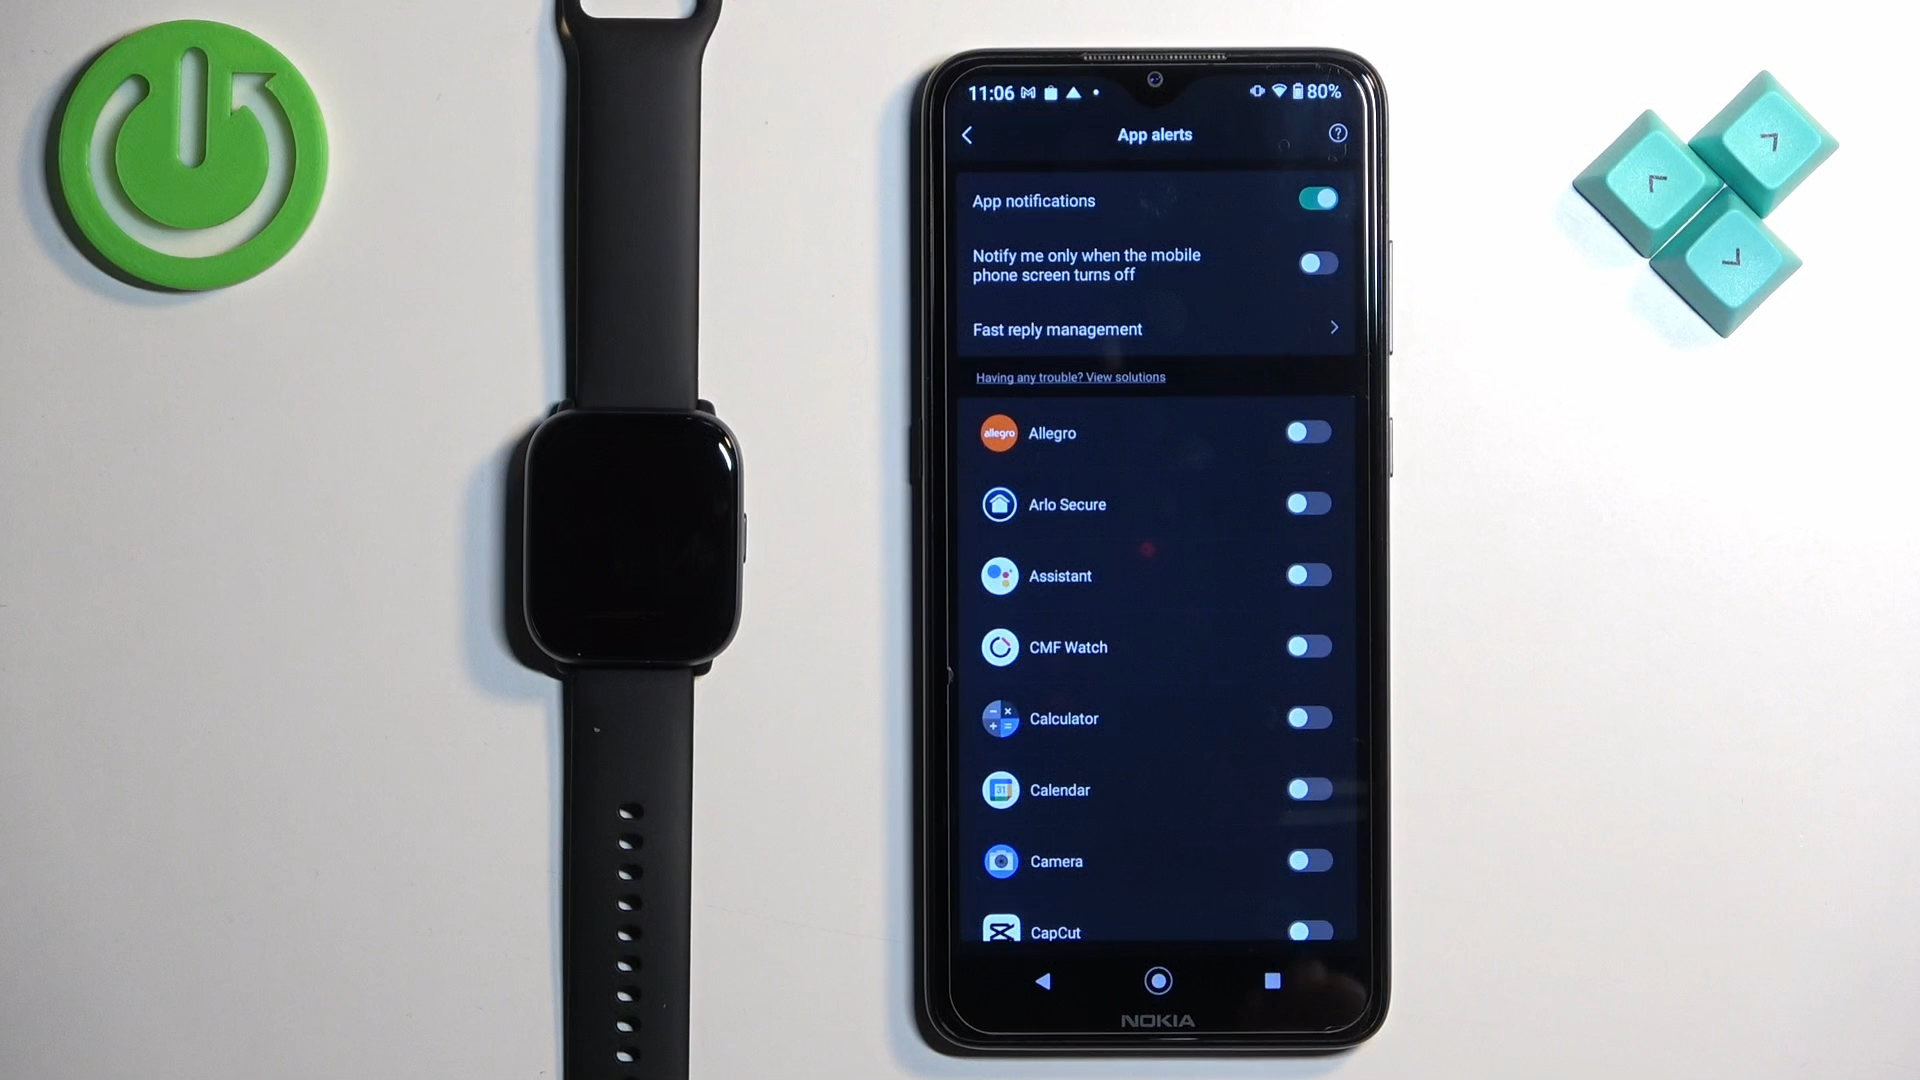 11:06
80%
App alerts
App notifications
Notify me only when the mobile
phone screen turns off
Fast reply management
Having any trouble? View solutions
allegro
Allegro
Arlo Secure
Assistant
CMF Watch
Calculator
31
Calendar
Camera
CapCut
NOKIA